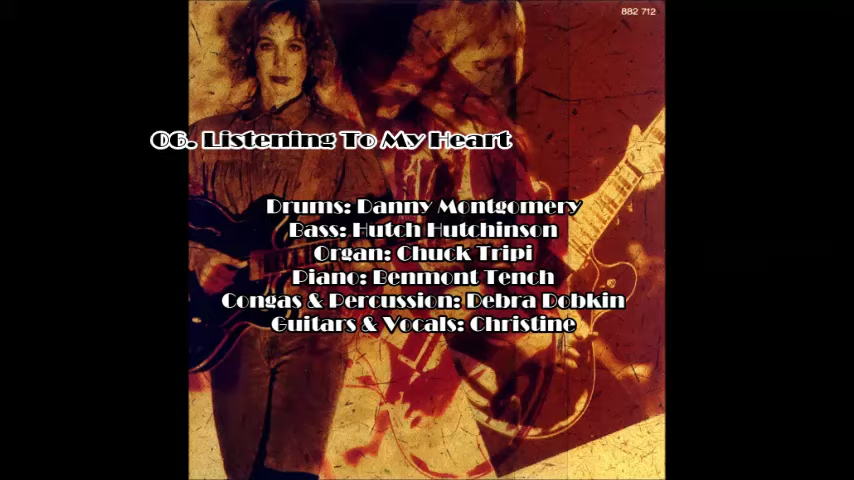 882 712
06. Listening To My Heart
Drums: Danny Montgomery
Bass: Hutch Hutchinson
Organ: Chuck Tripi
Piano: Benmont Tench
Congas & Percussion: Debra Dobkin
Guitars & Vocals: Christine